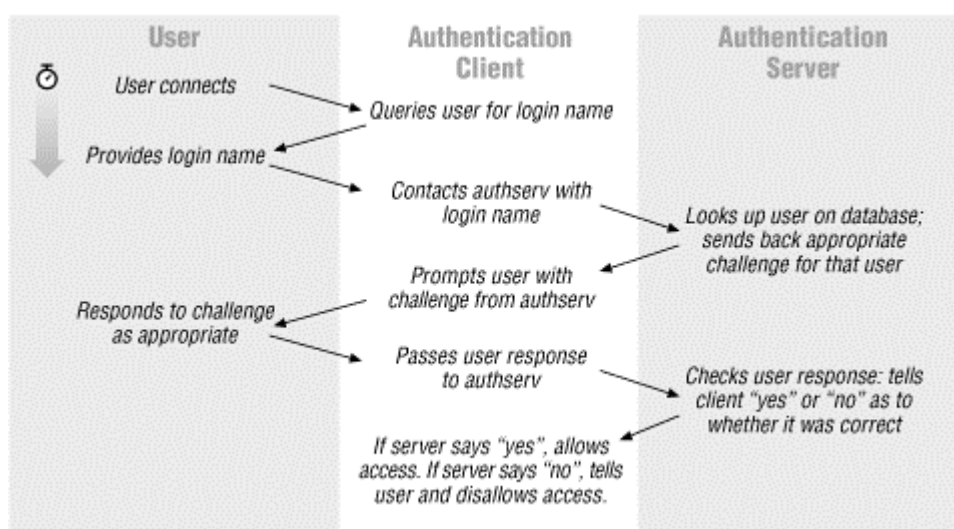 User
Authentication
Client
Authentication
Server
User connects
Queries user for login name
Provides login name
Contacts authserv with
login name
Looks up user on database;
sends back appropriate
challenge for that user
Prompts user with
challenge from authserv
Responds to challenge
as appropriate
Passes user response
to authserv
Checks user response: tells
client “yes” or “no” as to
whether it was correct
If server says “yes”, allows
access. If server says “no”, tells
user and disallows access.